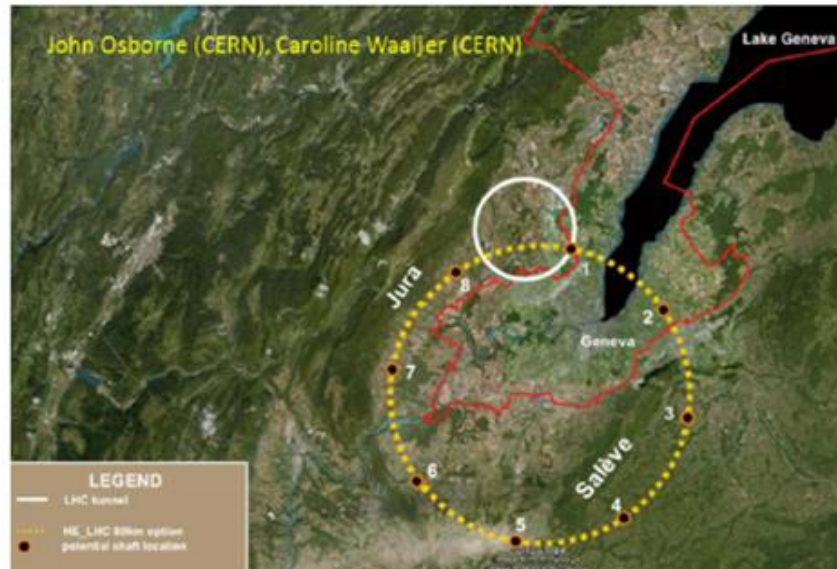 John Osborne (CERN), Caroline Waaijer (CERN)
Lake Geneva
1
8
Jura
2
Geneva
7
3
Salève
6
4
5
LEGEND
LHC tunnel
HE_LHC 80km option
potential shaft location